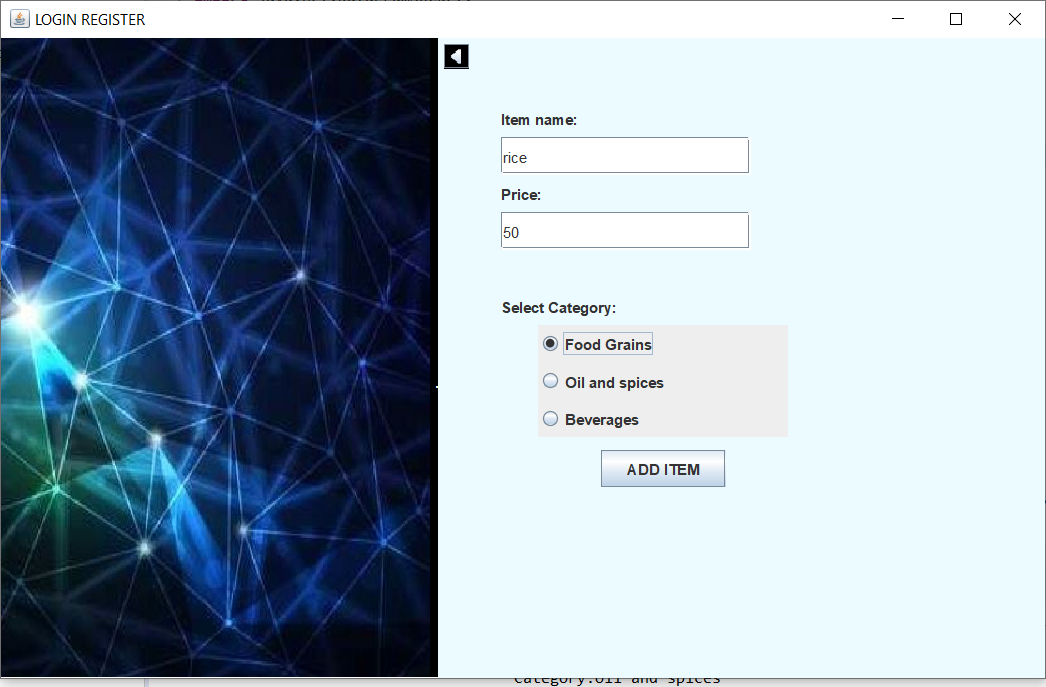 LOGIN REGISTER
Item name:
rice
Price:
50
Select Category:
Food Grains
Oil and spices
Beverages
ADD ITEM
category:Oil and spices